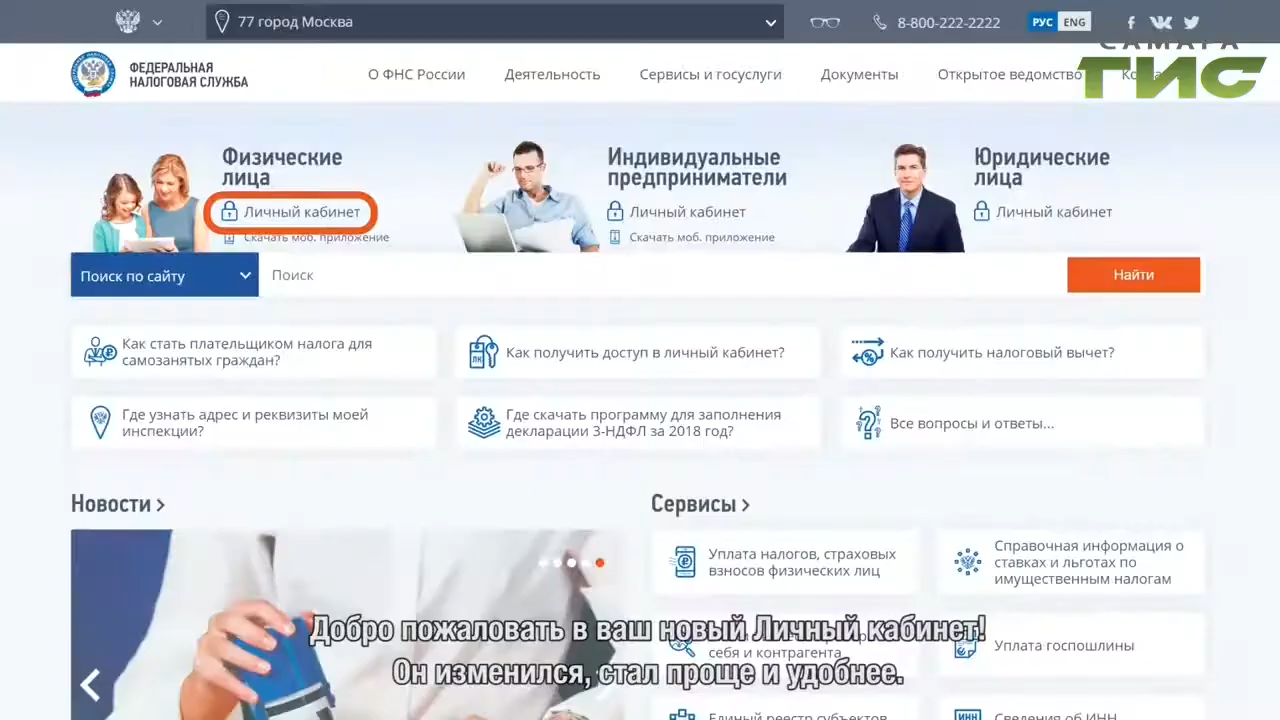 77 город Москва
8-800-222-2222
РУС ENG
САМАРА
ГИС
ФЕДЕРАЛЬНАЯ
НАЛОГОВАЯ СЛУЖБА
О ФНС России
Деятельность
Сервисы и госуслуги
Документы
Открытое ведомство
Физические
лица
Личный кабинет
Скачать моб. приложение
Индивидуальные
предприниматели
Личный кабинет
Скачать моб. приложение
Юридические
лица
Личный кабинет
Поиск по сайту
Поиск
Найти
Как стать плательщиком налога для
самозанятых граждан?
Как получить доступ в личный кабинет?
Как получить налоговый вычет?
Где узнать адрес и реквизиты моей
инспекции?
Где скачать программу для заполнения
декларации 3-НДФЛ за 2018 год?
Все вопросы и ответы...
Новости
Сервисы
Уплата налогов, страховых
взносов физических лиц
Справочная информация о
ставках и льготах по
имущественным налогам
себя и контрагента
Уплата госпошлины
Единый реестр субъектов
Сведения об ИНН
Добро пожаловать в ваш новый Личный кабинет!
Он изменился, стал проще и удобнее.